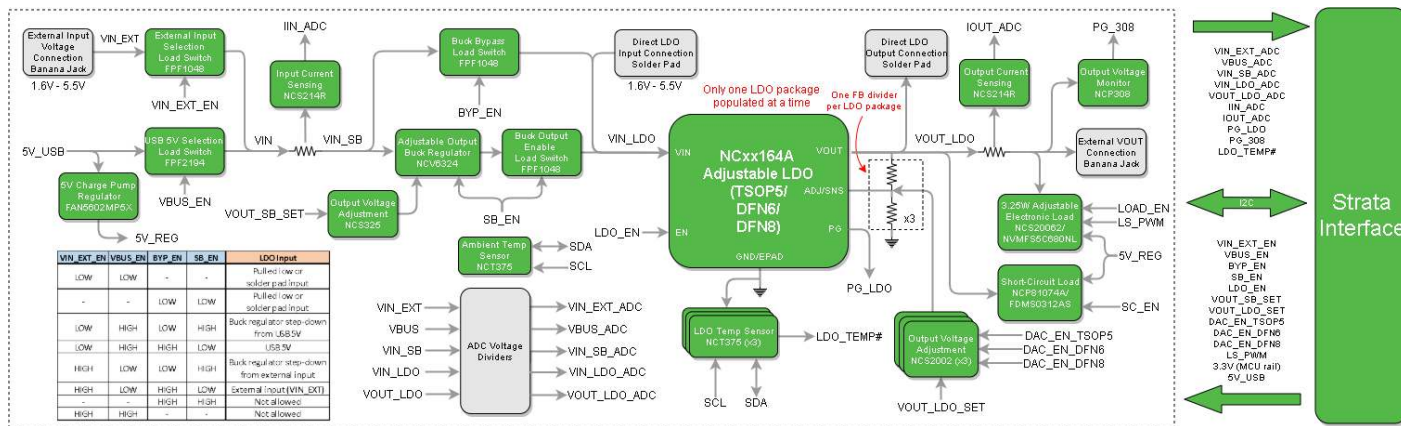 External Input
Voltage
Connection
Banana Jack
1.6V - 5.5V
VIN_EXT
External Input
Selection
Load Switch
FPF1048
VIN_EXT_EN
IIN_ADC
Input Current
Sensing
NCS214R
Buck Bypass
Load Switch
FPF1048
BYP_EN
Direct LDO
Input Connection
Solder Pad
1.6V - 5.5V
5V_USB
USB 5V Selection
Load Switch
FPF2194
VBUS_EN
VIN
VIN_SB
5V Charge Pump
Regulator
FAN5602MP5X
5V_REG
Adjustable Output
Buck Regulator
NCV6324
Buck Output
Enable
Load Switch
FPF1048
SB_EN
VOUT_SB_SET
Output Voltage
Adjustment
NCS325
VIN_LDO
LDO_EN
Only one LDO package
populated at a time
One FB divider
per LDO package
NCxx164A
Adjustable LDO
(TSOP5/
DFN6/
DFN8)
VIN
EN
VOUT
ADJ/SNS
PG
GND/EPAD
x3
PG_LDO
Direct LDO
Output Connection
Solder Pad
IOUT_ADC
Output Current
Sensing
NCS214R
VOUT_LDO
PG_308
Output Voltage
Monitor
NCP308
External VOUT
Connection
Banana Jack
3.25W Adjustable
Electronic Load
NCS20062/
NVMFS5C680NL
LOAD_EN
LS_PWM
5V_REG
Short-Circuit Load
NCP81074A/
FDMS0312AS
SC_EN
Ambient Temp
Sensor
NCT375
SDA
SCL
VIN_EXT
VBUS
VIN_SB
VIN_LDO
VOUT_LDO
ADC Voltage
Dividers
VIN_EXT_ADC
VBUS_ADC
VIN_SB_ADC
VIN_LDO_ADC
VOUT_LDO_ADC
LDO Temp Sensor
NCT375 (x3)
LDO_TEMP#
SCL SDA
Output Voltage
Adjustment
NCS2002 (x3)
DAC_EN_TSOP5
DAC_EN_DFN6
DAC_EN_DFN8
VOUT_LDO_SET
VIN_EXT_EN VBUS_EN BYP_EN SB_EN LDO Input
LOW LOW - - Pulled low or
solder pad input
- - LOW LOW Pulled low or
solder pad input
LOW HIGH LOW HIGH Buck regulator step-down
from USB 5V
LOW HIGH HIGH LOW USB 5V
HIGH LOW LOW HIGH Buck regulator step-down
from external input
HIGH LOW HIGH LOW External input (VIN_EXT)
- - HIGH HIGH Not allowed
HIGH HIGH - - Not allowed
VIN_EXT_ADC
VBUS_ADC
VIN_SB_ADC
VIN_LDO_ADC
VOUT_LDO_ADC
IIN_ADC
IOUT_ADC
PG_LDO
PG_308
LDO_TEMP#
I2C
VIN_EXT_EN
VBUS_EN
BYP_EN
SB_EN
LDO_EN
VOUT_SB_SET
VOUT_LDO_SET
DAC_EN_TSOP5
DAC_EN_DFN6
DAC_EN_DFN8
LS_PWM
3.3V (MCU rail)
5V_USB
Strata
Interface